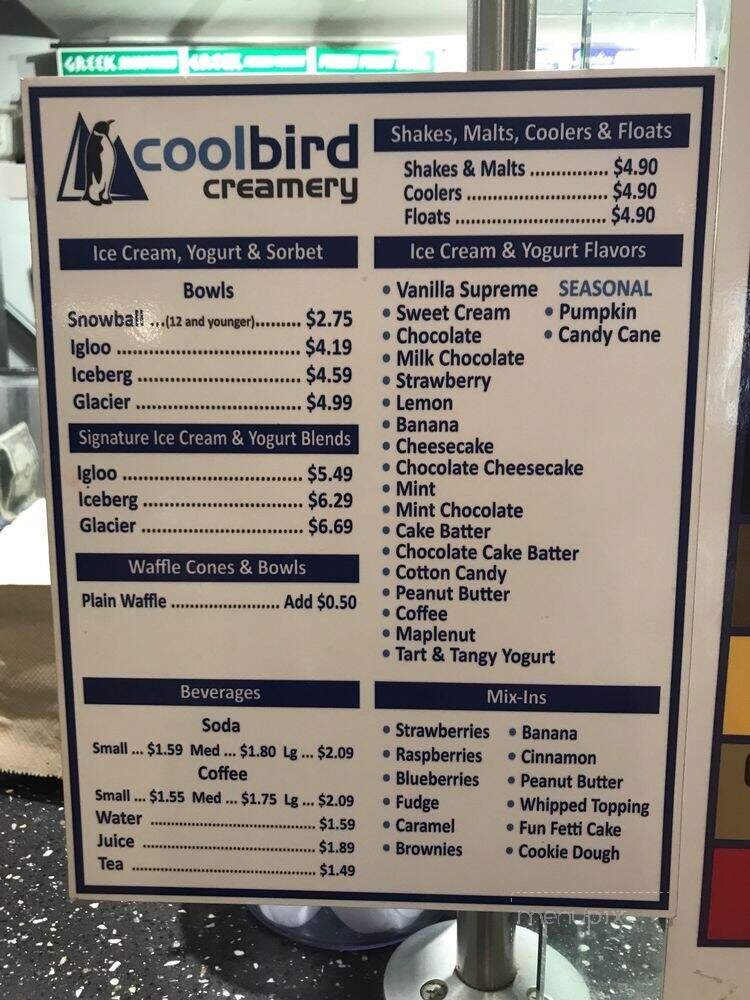 GREEK
coolbird
creamery
Ice Cream, Yogurt & Sorbet
Bowls
Snowball ...(12 and younger)......... $2.75
Igloo ................................. $4.19
Iceberg ............................. $4.59
Glacier .............................. $4.99
Signature Ice Cream & Yogurt Blends
Igloo ................................. $5.49
Iceberg ............................. $6.29
Glacier .............................. $6.69
Waffle Cones & Bowls
Plain Waffle ...................... Add $0.50
Beverages
Soda
Small ... $1.59 Med ... $1.80 Lg ... $2.09
Coffee
Small ... $1.55 Med ... $1.75 Lg ... $2.09
Water .................................... $1.59
Juice ..................................... $1.89
Tea ........................................ $1.49
Shakes, Malts, Coolers & Floats
Shakes & Malts .............. $4.90
Coolers .......................... $4.90
Floats ............................ $4.90
Ice Cream & Yogurt Flavors
• Vanilla Supreme
• Sweet Cream
• Chocolate
• Milk Chocolate
• Strawberry
• Lemon
• Banana
• Cheesecake
• Chocolate Cheesecake
• Mint
• Mint Chocolate
• Cake Batter
• Chocolate Cake Batter
• Cotton Candy
• Peanut Butter
• Coffee
• Maplenut
• Tart & Tangy Yogurt
SEASONAL
• Pumpkin
• Candy Cane
Mix-Ins
• Strawberries
• Raspberries
• Blueberries
• Fudge
• Caramel
• Brownies
• Banana
• Cinnamon
• Peanut Butter
• Whipped Topping
• Fun Fetti Cake
• Cookie Dough
menupix